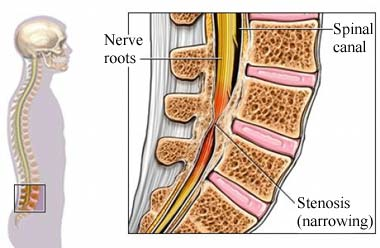 Nerve
roots
Spinal
canal
Stenosis
(narrowing)